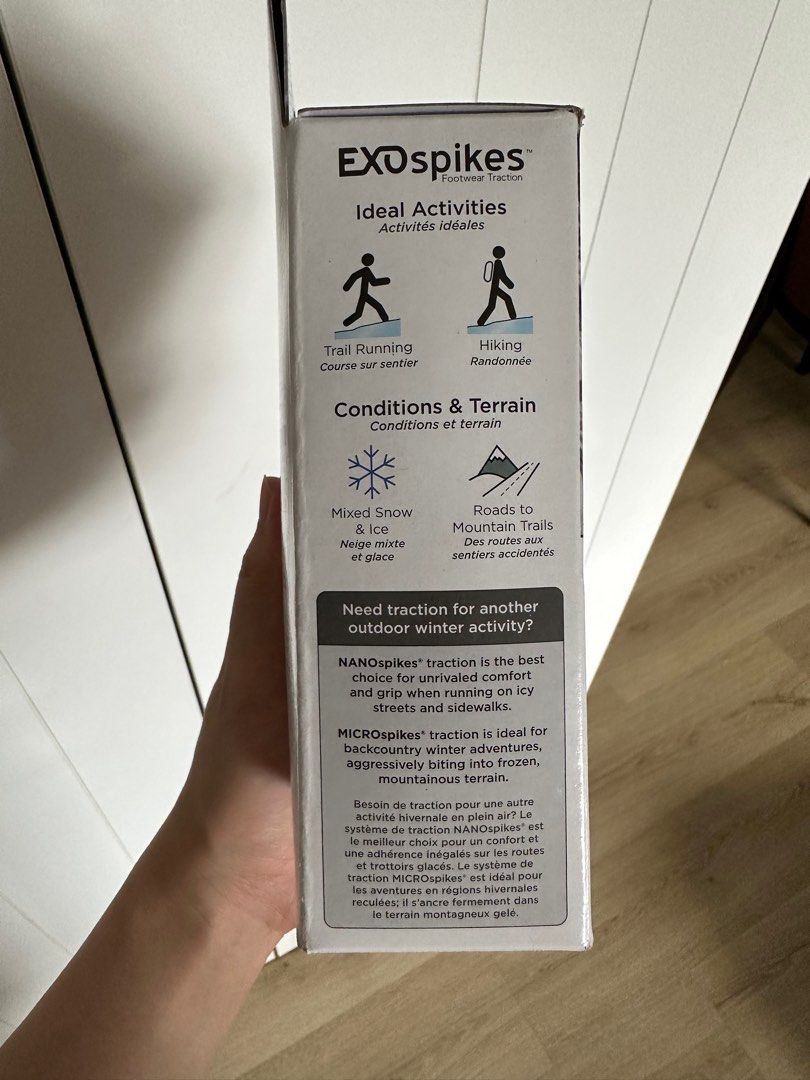 EXOspikes™
Footwear Traction
Ideal Activities
Activités idéales
Trail Running
Course sur sentier
Hiking
Randonnée
Conditions & Terrain
Conditions et terrain
Mixed Snow
& Ice
Neige mixte
et glace
Roads to
Mountain Trails
Des routes aux
sentiers accidentés
Need traction for another
outdoor winter activity?
NANOspikes® traction is the best
choice for unrivaled comfort
and grip when running on icy
streets and sidewalks.
MICROspikes® traction is ideal for
backcountry winter adventures,
aggressively biting into frozen,
mountainous terrain.
Besoin de traction pour une autre
activité hivernale en plein air? Le
système de traction NANOspikes® est
le meilleur choix pour un confort et
une adhérence inégalés sur les routes
et trottoirs glacés. Le système de
traction MICROspikes® est idéal pour
les aventures en régions hivernales
reculées; il s'ancre fermement dans
le terrain montagneux gelé.